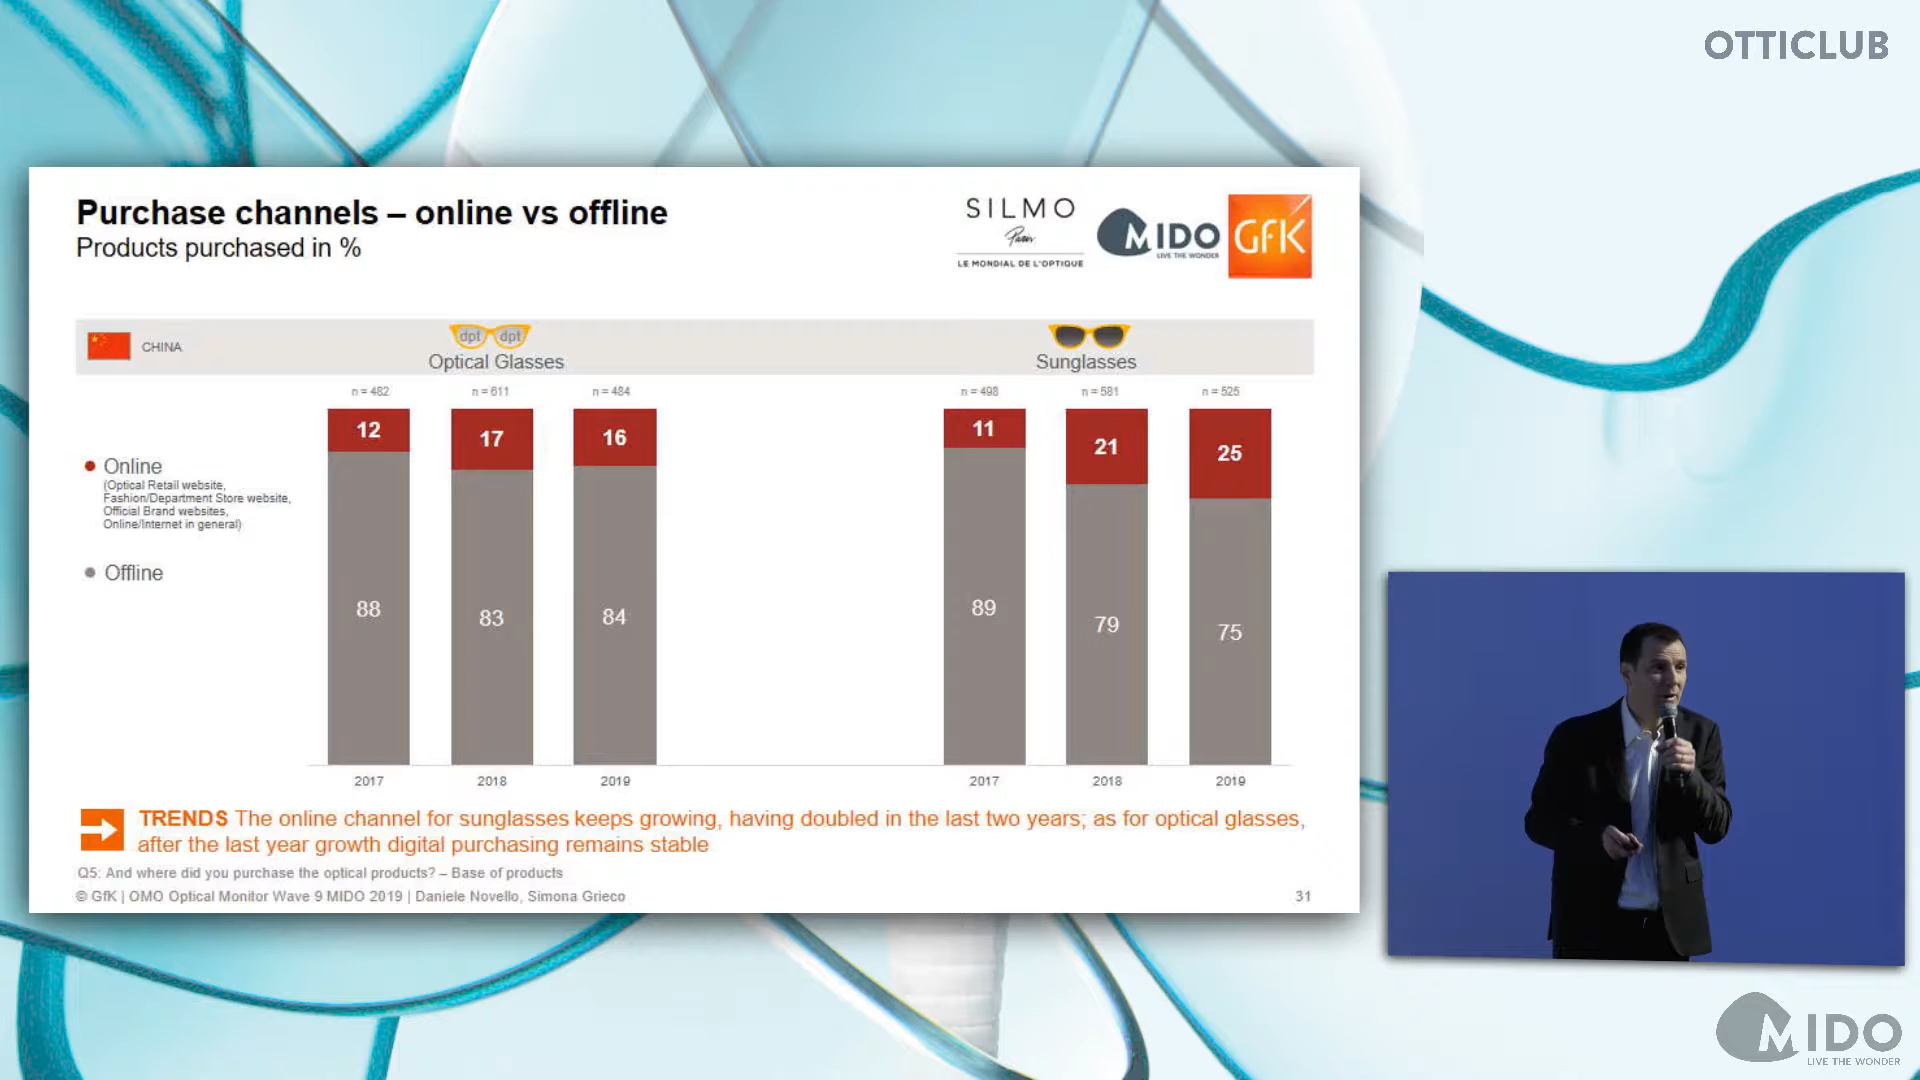 OTTICLUB
Purchase channels – online vs offline
Products purchased in %
SILMO
Paris
LE MONDIAL DE L'OPTIQUE
MIDO
LIVE THE WONDER
GfK
CHINA
dpt dpt
Optical Glasses
Sunglasses
n = 482
n = 611
n = 484
n = 498
n = 581
n = 525
12
17
16
11
21
25
Online
(Optical Retail website,
Fashion/Department Store website,
Official Brand websites,
Online/Internet in general)
Offline
88
83
84
89
79
75
2017
2018
2019
2017
2018
2019
TRENDS The online channel for sunglasses keeps growing, having doubled in the last two years; as for optical glasses,
after the last year growth digital purchasing remains stable
Q5: And where did you purchase the optical products? – Base of products
© GfK | OMO Optical Monitor Wave 9 MIDO 2019 | Daniele Novello, Simona Grieco
31
MIDO
LIVE THE WONDER